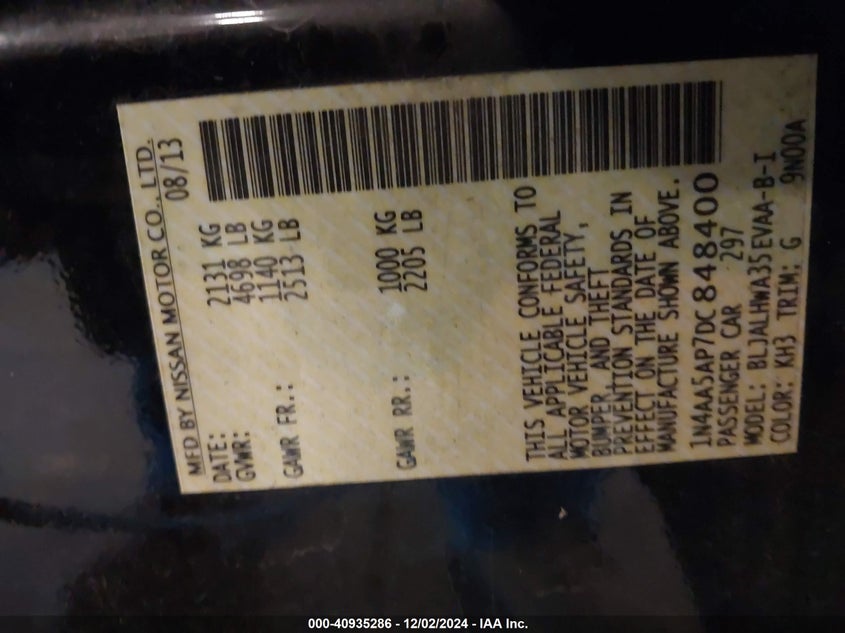 MFD BY NISSAN MOTOR CO., LTD.
DATE: 08/13
GVWR: 2131 KG
4698 LB
GAWR FR.: 1140 KG
2513 LB
GAWR RR.: 1000 KG
2205 LB
THIS VEHICLE CONFORMS TO
ALL APPLICABLE FEDERAL
MOTOR VEHICLE SAFETY,
BUMPER, AND THEFT
PREVENTION STANDARDS IN
EFFECT ON THE DATE OF
MANUFACTURE SHOWN ABOVE.
1N4AA5AP7DC848400
PASSENGER CAR 297
MODEL: BLJALHWA35EVAA-B-I
COLOR: KH3 TRIM: G 9N00A
000-40935286 - 12/02/2024 - IAA Inc.